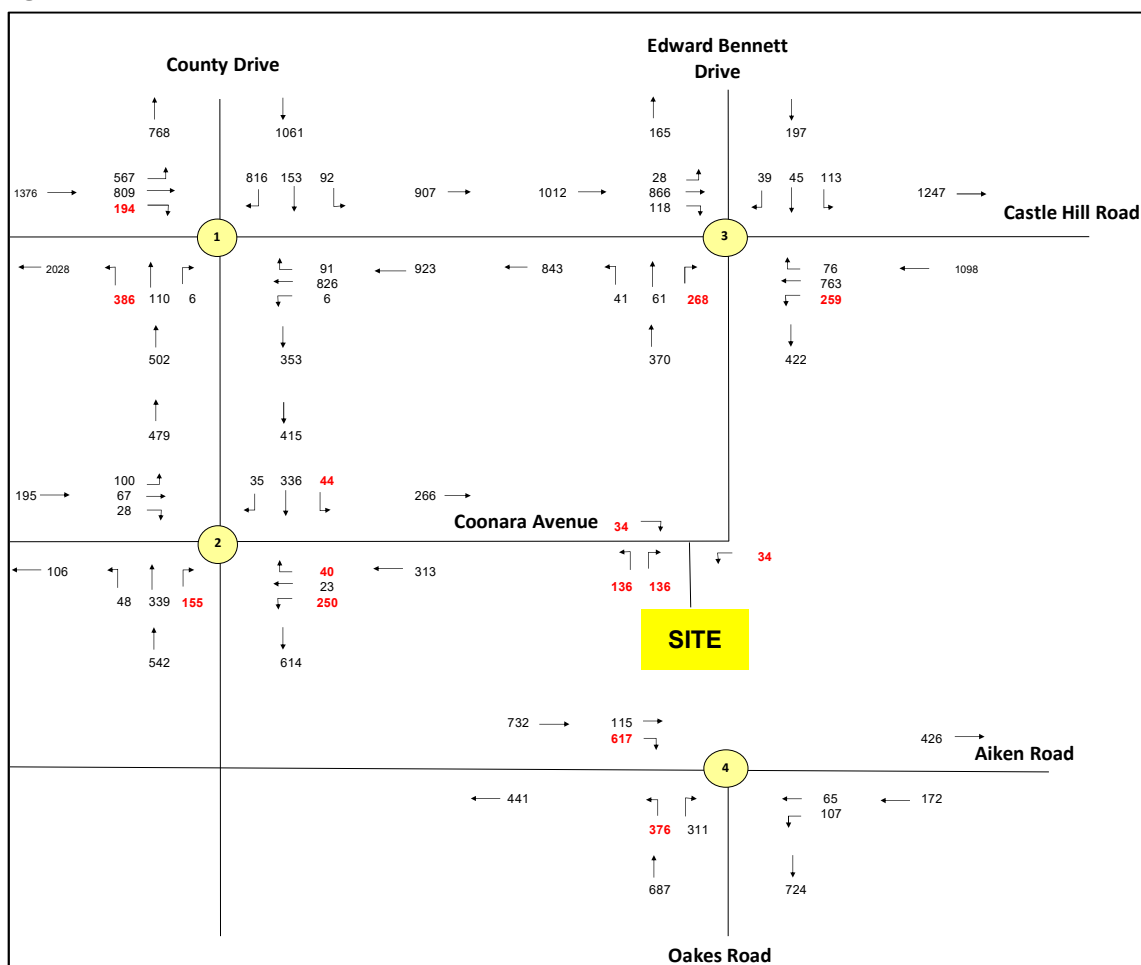 Edward Bennett
Drive
County Drive
768 1061 165 197
1376 567 816 153 92 907 1012 28 39 45 113 1247
809 866
194 118
Castle Hill Road
1 3
2028 386 110 6 91 923 843 41 61 268 76 1098
826 763
6 259
502 353 370 422
479 415
195 100 35 336 44 266
67
28
Coonara Avenue 34
2
106 48 339 155 40 313 136 136 34
23
250
SITE
542 614
732 115 426
617
Aiken Road
4
441 376 311 65 172
107
687 724
Oakes Road